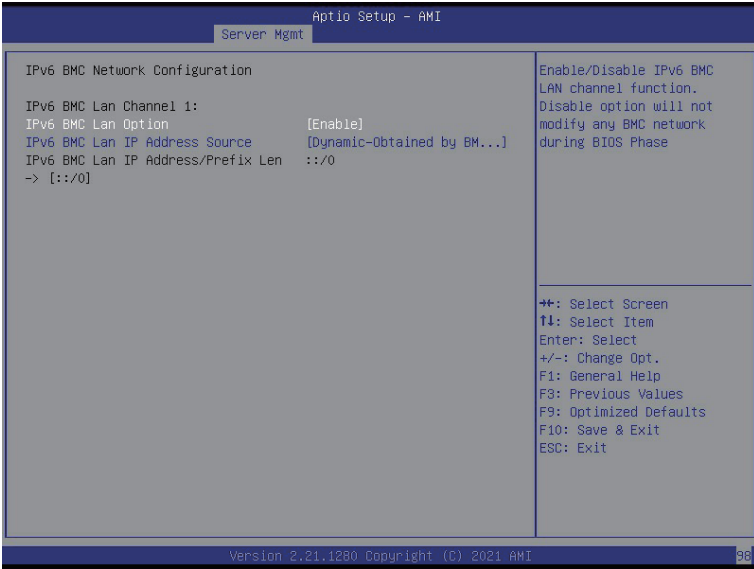 Aptio Setup – AMI
Server Mgmt
IPv6 BMC Network Configuration
IPv6 BMC Lan Channel 1:
IPv6 BMC Lan Option [Enable]
IPv6 BMC Lan IP Address Source [Dynamic-Obtained by BM...]
IPv6 BMC Lan IP Address/Prefix Len ::/0
-> [::/0]
Enable/Disable IPv6 BMC
LAN channel function.
Disable option will not
modify any BMC network
during BIOS Phase
→←: Select Screen
↑↓: Select Item
Enter: Select
+/-: Change Opt.
F1: General Help
F3: Previous Values
F9: Optimized Defaults
F10: Save & Exit
ESC: Exit
Version 2.21.1280 Copyright (C) 2021 AMI
98